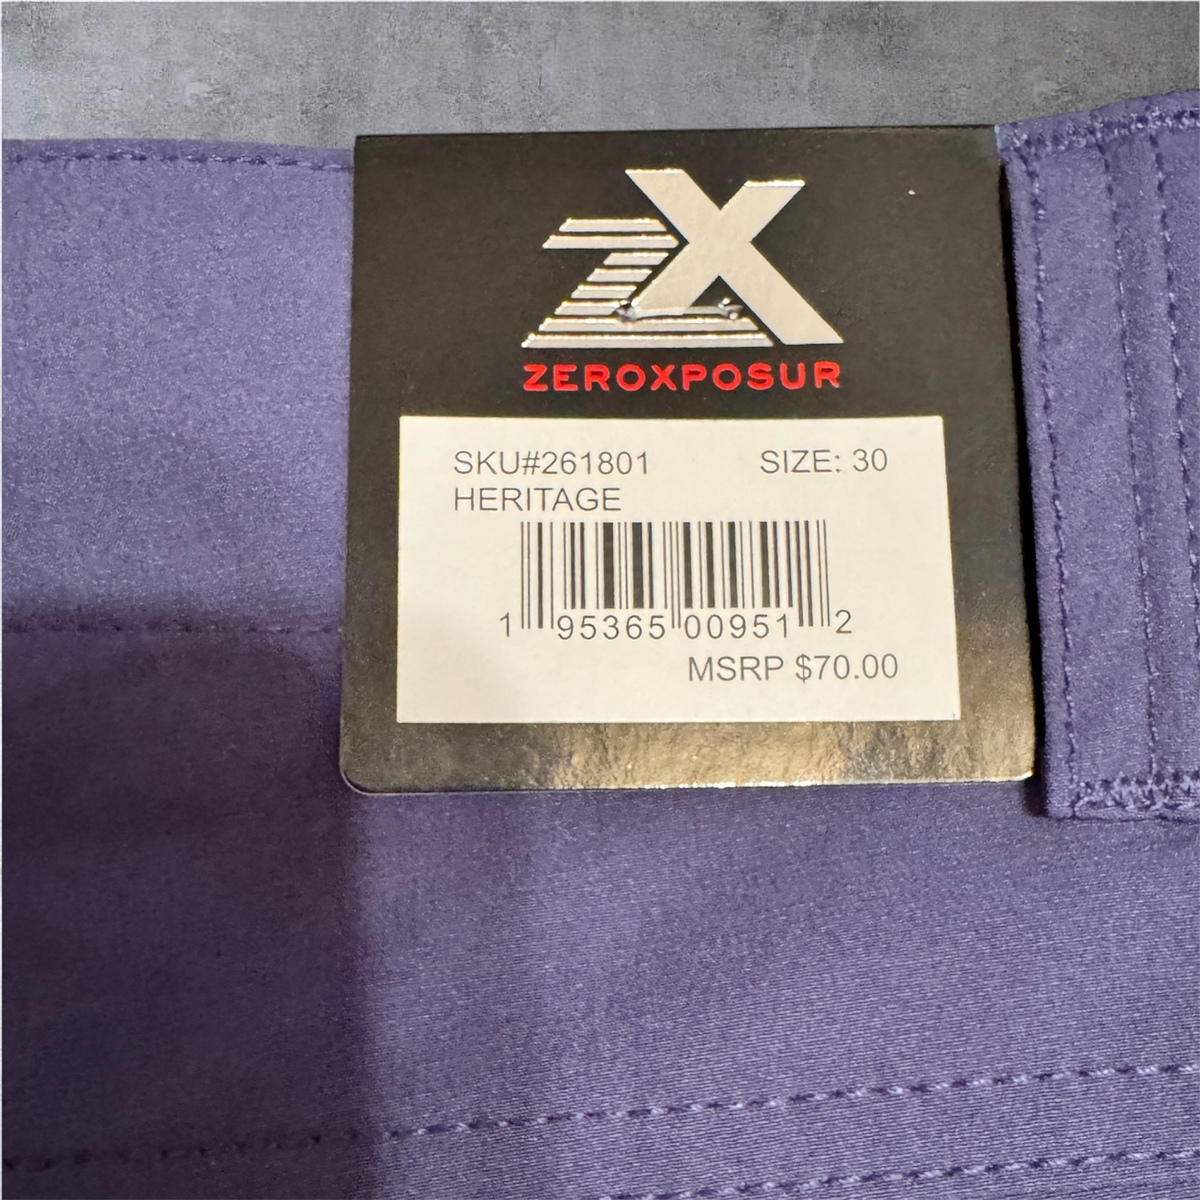 ZX
ZEROXPOSUR
SKU#261801 SIZE: 30
HERITAGE
1 95365 00951 2
MSRP $70.00